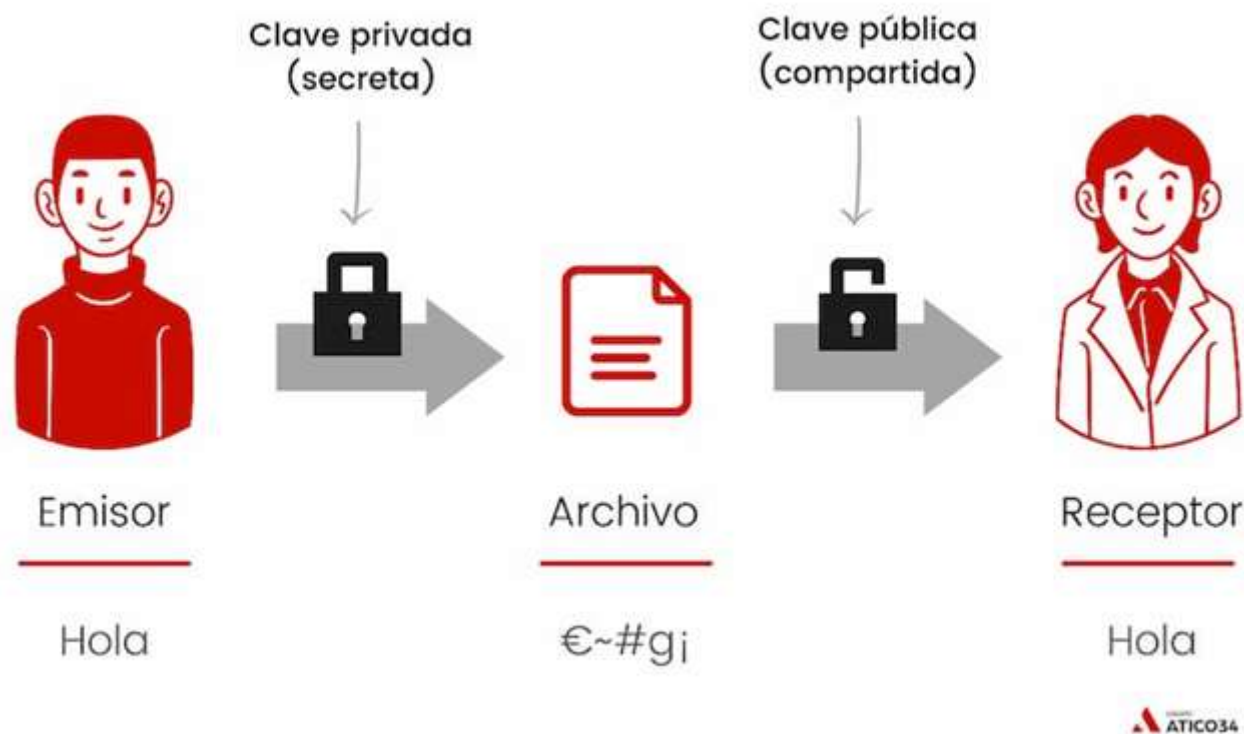 Clave privada
(secreta)
Clave pública
(compartida)
Emisor
Archivo
Receptor
Hola
€~#g¡
Hola
ATICO34